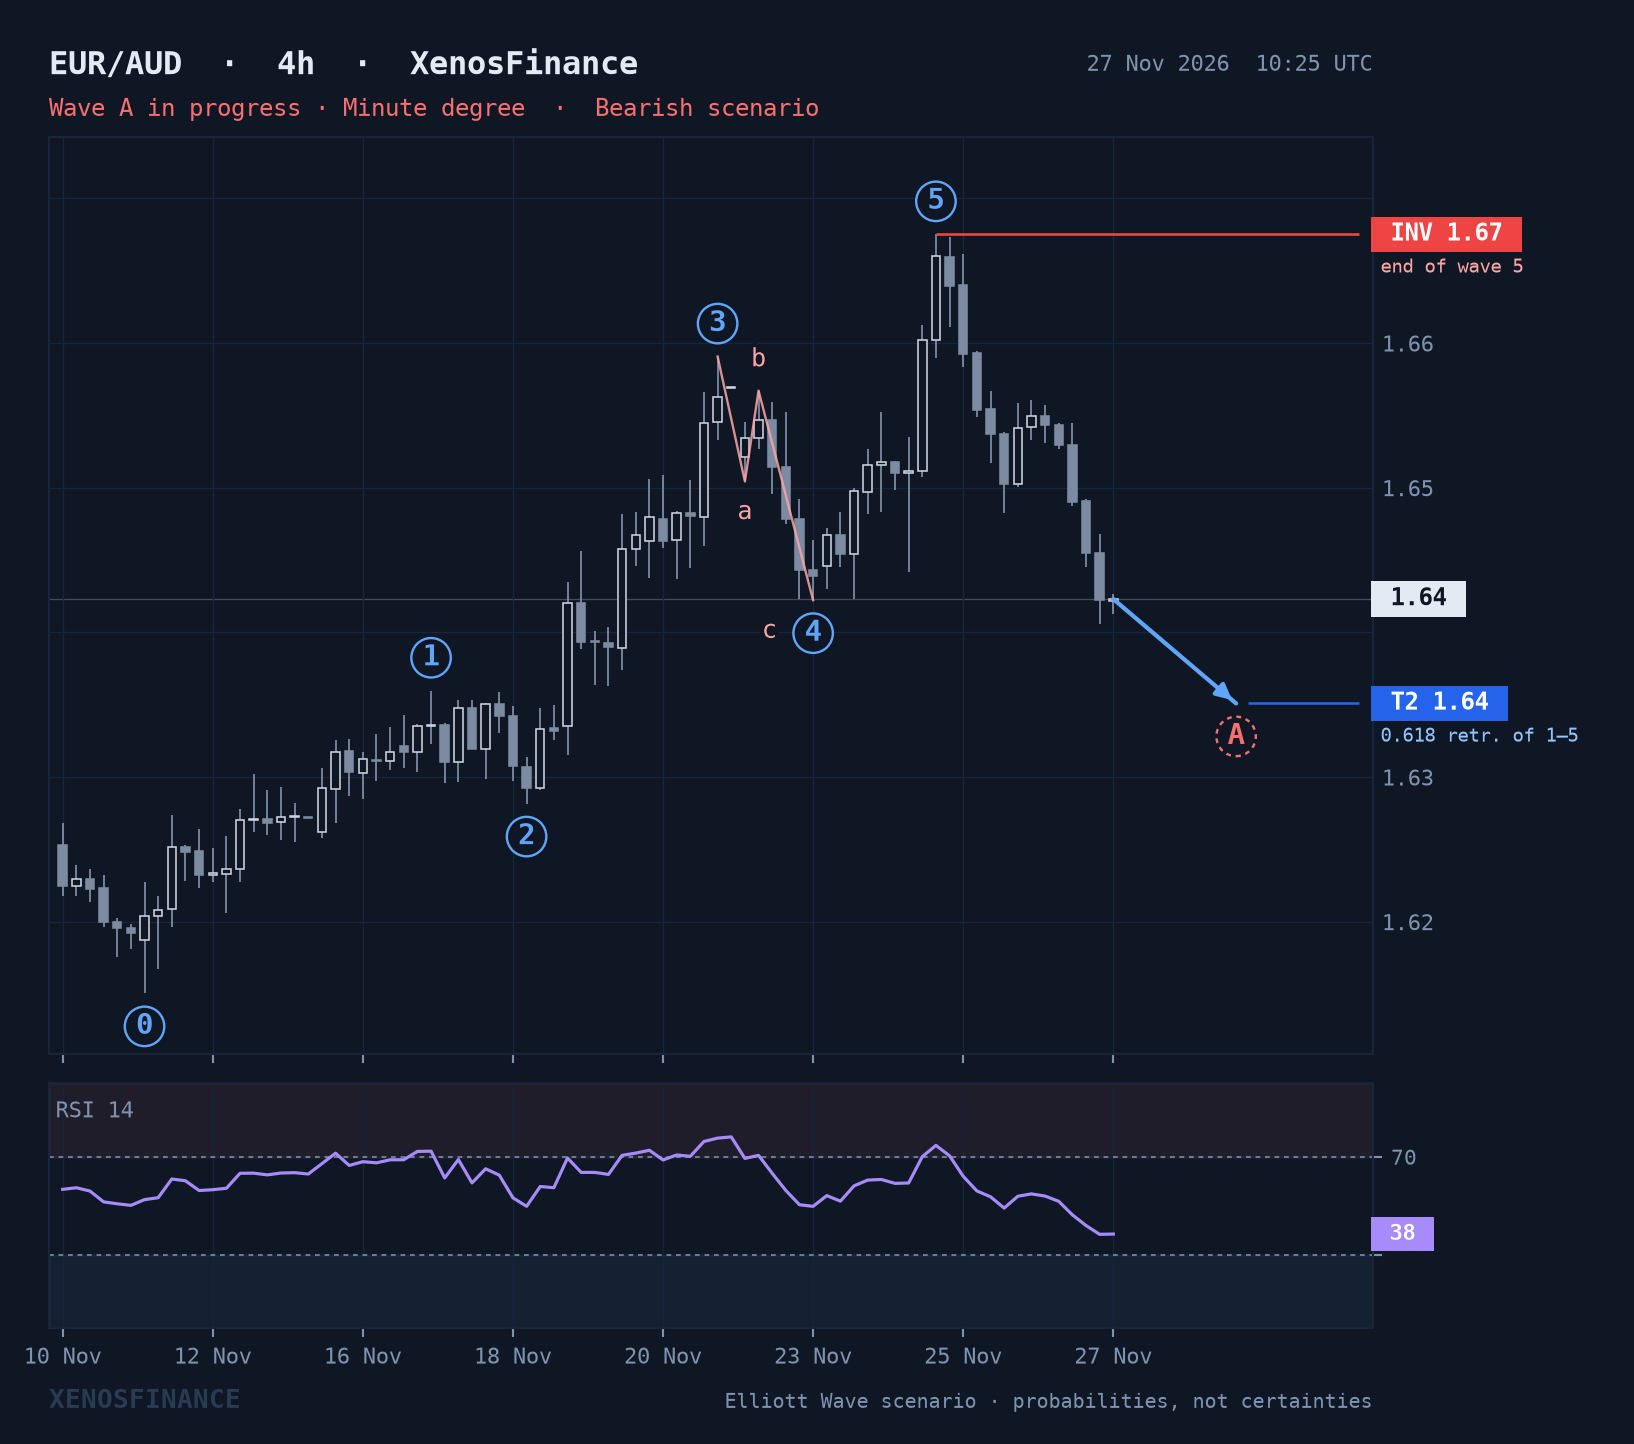 EUR/AUD · 4h · XenosFinance
27 Nov 2026 10:25 UTC
Wave A in progress · Minute degree · Bearish scenario
5
INV 1.67
end of wave 5
3
b
1.66
a
1.65
1.64
c
4
1
T2 1.64
0.618 retr. of 1–5
A
1.63
2
1.62
0
RSI 14
70
38
10 Nov 12 Nov 16 Nov 18 Nov 20 Nov 23 Nov 25 Nov 27 Nov
XENOSFINANCE
Elliott Wave scenario · probabilities, not certainties